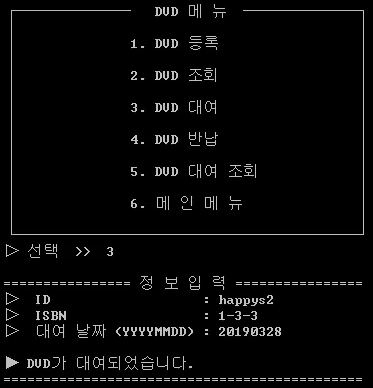 DVD 메 뉴
1. DVD 등록
2. DVD 조회
3. DVD 대여
4. DVD 반납
5. DVD 대여 조회
6. 메 인 메 뉴
▷ 선택 >> 3
================ 정 보 입 력 ================
▷ ID : happys2
▷ ISBN : 1-3-3
▷ 대여 날짜 (YYYYMMDD) : 20190328
▶ DVD가 대여되었습니다.
=============================================